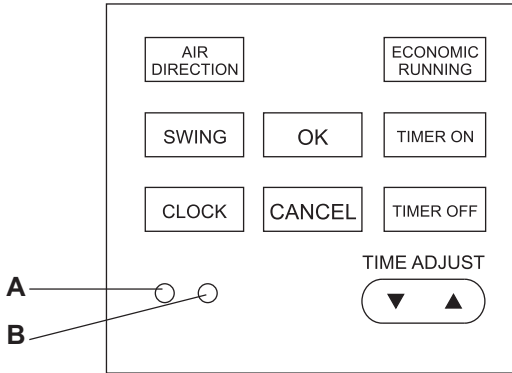 AIR
DIRECTION
ECONOMIC
RUNNING
SWING
OK
TIMER ON
CLOCK
CANCEL
TIMER OFF
TIME ADJUST
▼ ▲
A
B